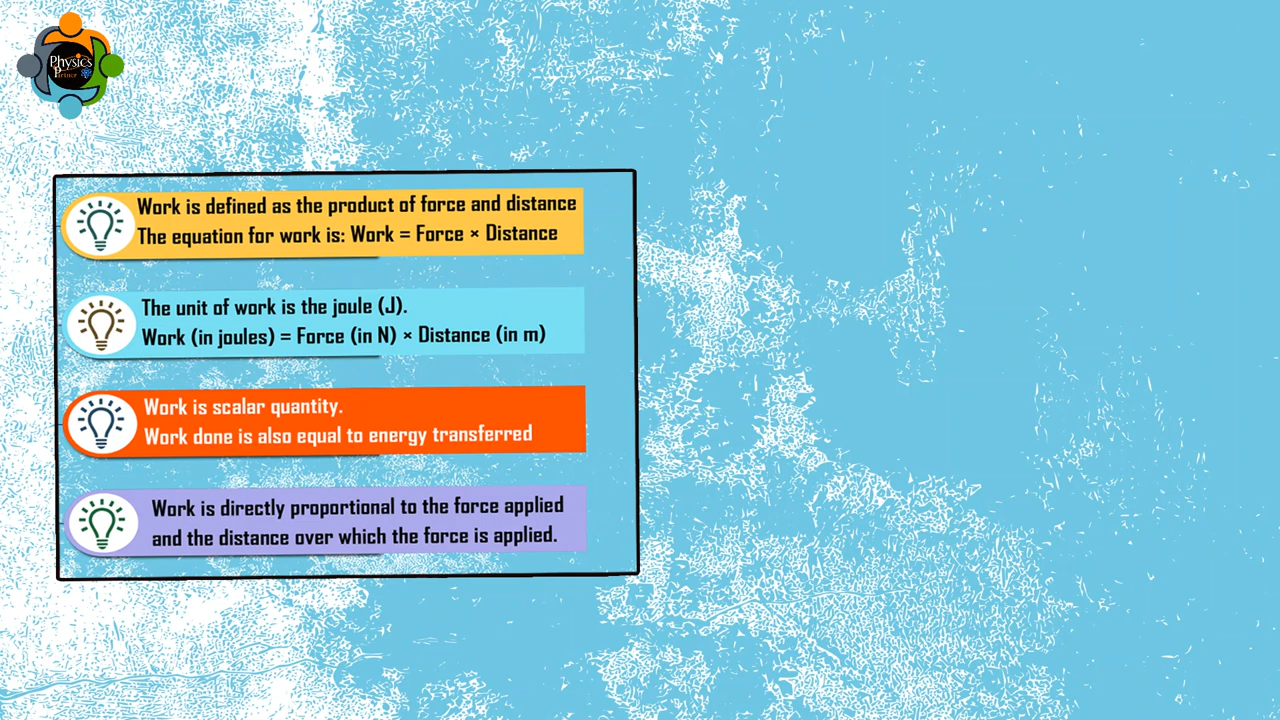 Physics
Partner
Work is defined as the product of force and distance
The equation for work is: Work = Force × Distance
The unit of work is the joule (J).
Work (in joules) = Force (in N) × Distance (in m)
Work is scalar quantity.
Work done is also equal to energy transferred
Work is directly proportional to the force applied
and the distance over which the force is applied.